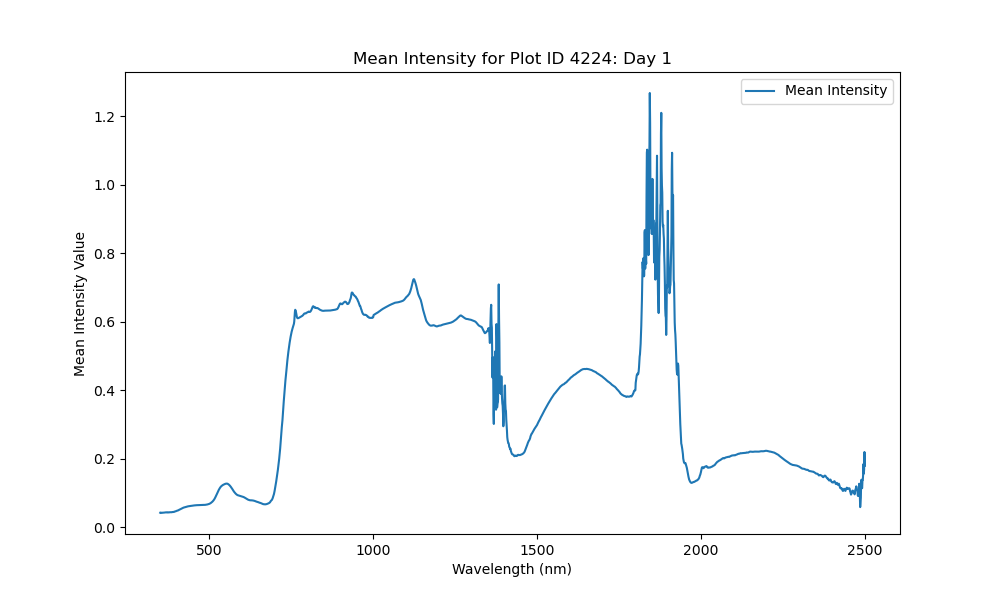 Mean Intensity for Plot ID 4224: Day 1
Mean Intensity
Mean Intensity Value
1.2
1.0
0.8
0.6
0.4
0.2
0.0
500 1000 1500 2000 2500
Wavelength (nm)